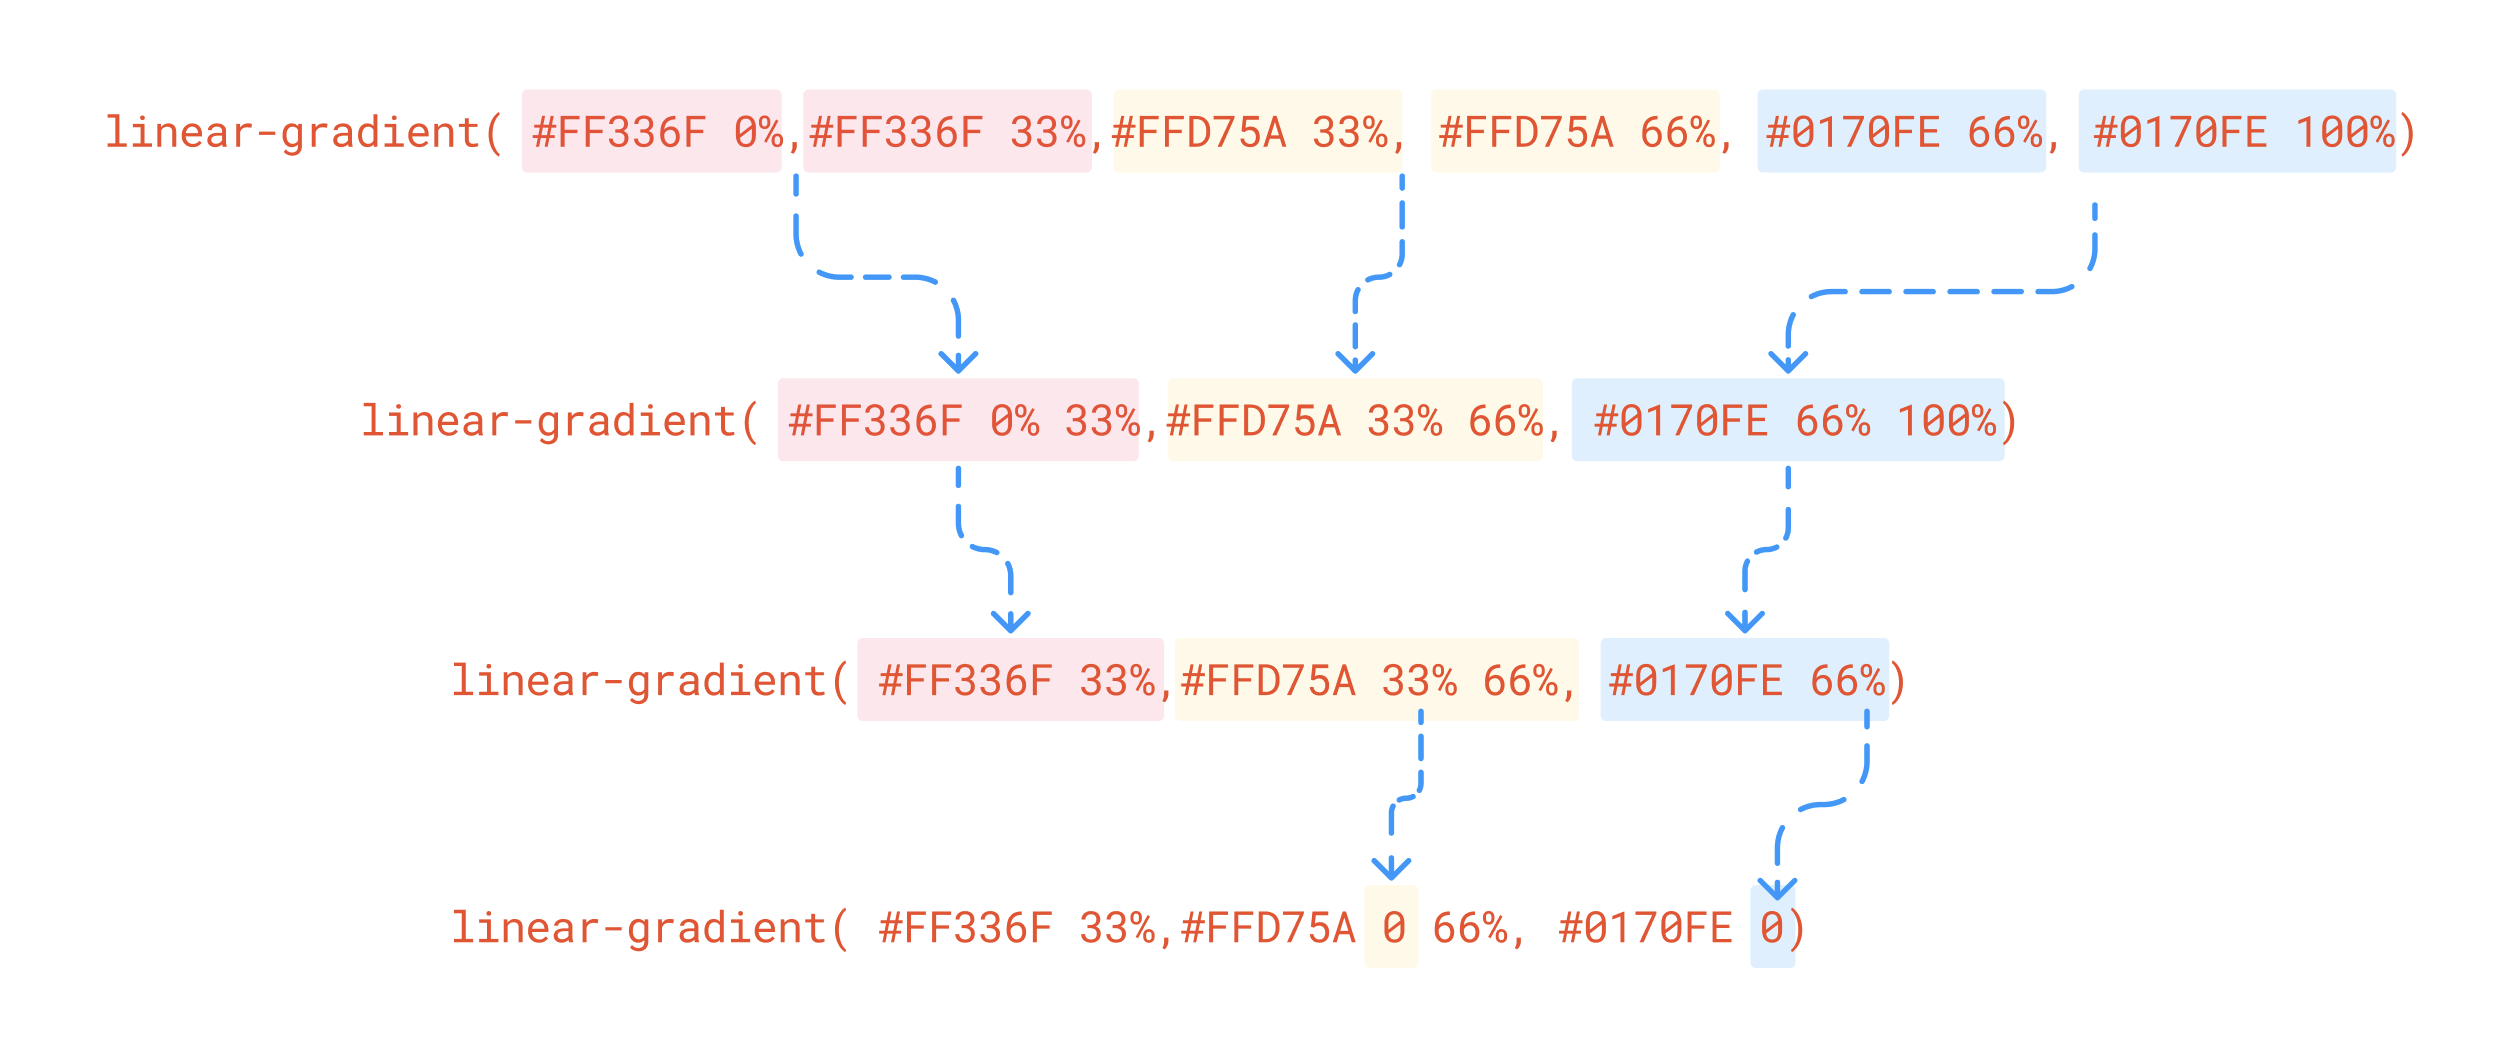 linear-gradient( #FF336F 0%, #FF336F 33%, #FFD75A 33%, #FFD75A 66%, #0170FE 66%, #0170FE 100%)
linear-gradient( #FF336F 0% 33%, #FFD75A 33% 66%, #0170FE 66% 100%)
linear-gradient( #FF336F 33%, #FFD75A 33% 66%, #0170FE 66%)
linear-gradient( #FF336F 33%, #FFD75A 0 66%, #0170FE 0)